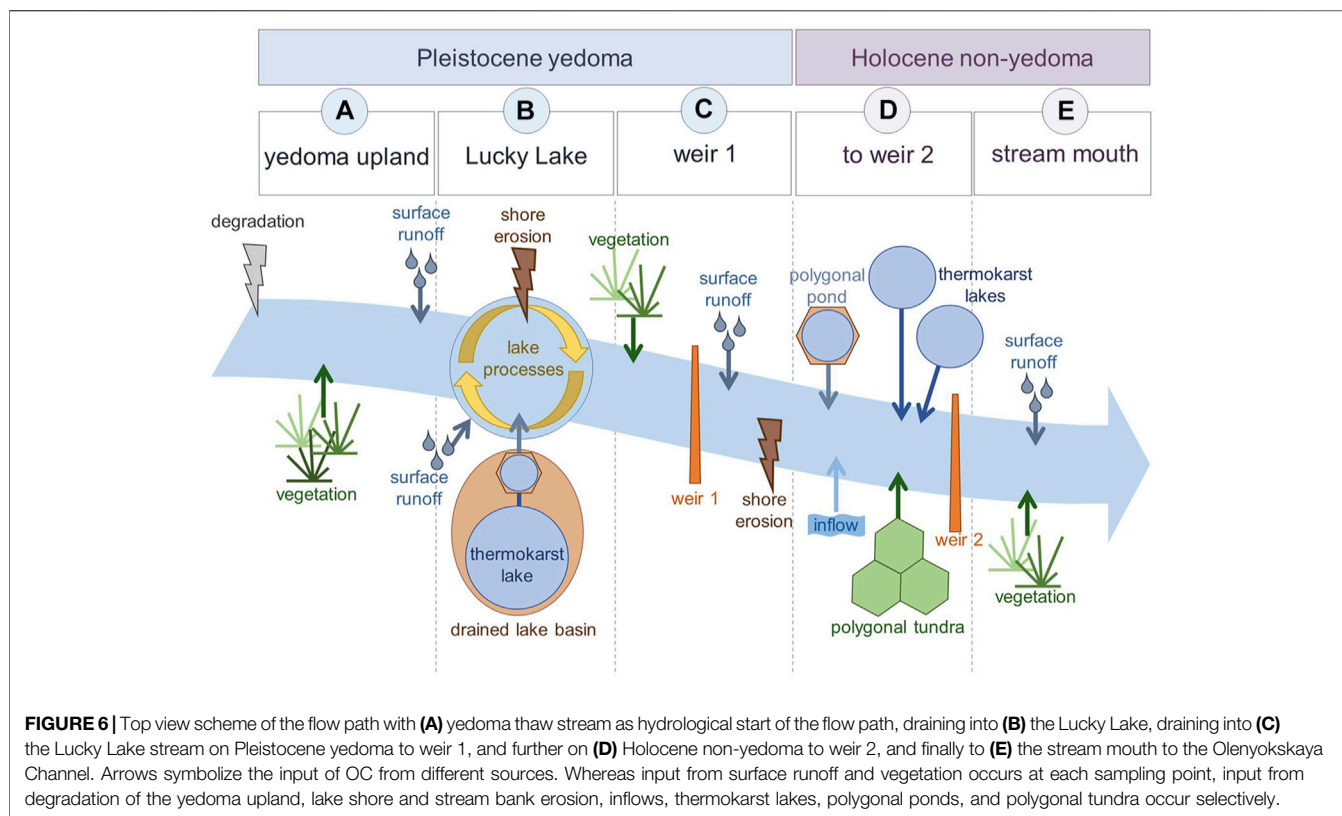 Pleistocene yedoma
Holocene non-yedoma
A
B
C
D
E
yedoma upland
Lucky Lake
weir 1
to weir 2
stream mouth
degradation
surface
runoff
shore
erosion
vegetation
surface
runoff
polygonal
pond
thermokarst
lakes
surface
runoff
lake
processes
vegetation
surface
runoff
thermokarst
lake
drained lake basin
weir 1
shore
erosion
inflow
polygonal tundra
weir 2
vegetation
FIGURE 6 | Top view scheme of the flow path with (A) yedoma thaw stream as hydrological start of the flow path, draining into (B) the Lucky Lake, draining into (C)
the Lucky Lake stream on Pleistocene yedoma to weir 1, and further on (D) Holocene non-yedoma to weir 2, and finally to (E) the stream mouth to the Olenyokskaya
Channel. Arrows symbolize the input of OC from different sources. Whereas input from surface runoff and vegetation occurs at each sampling point, input from
degradation of the yedoma upland, lake shore and stream bank erosion, inflows, thermokarst lakes, polygonal ponds, and polygonal tundra occur selectively.